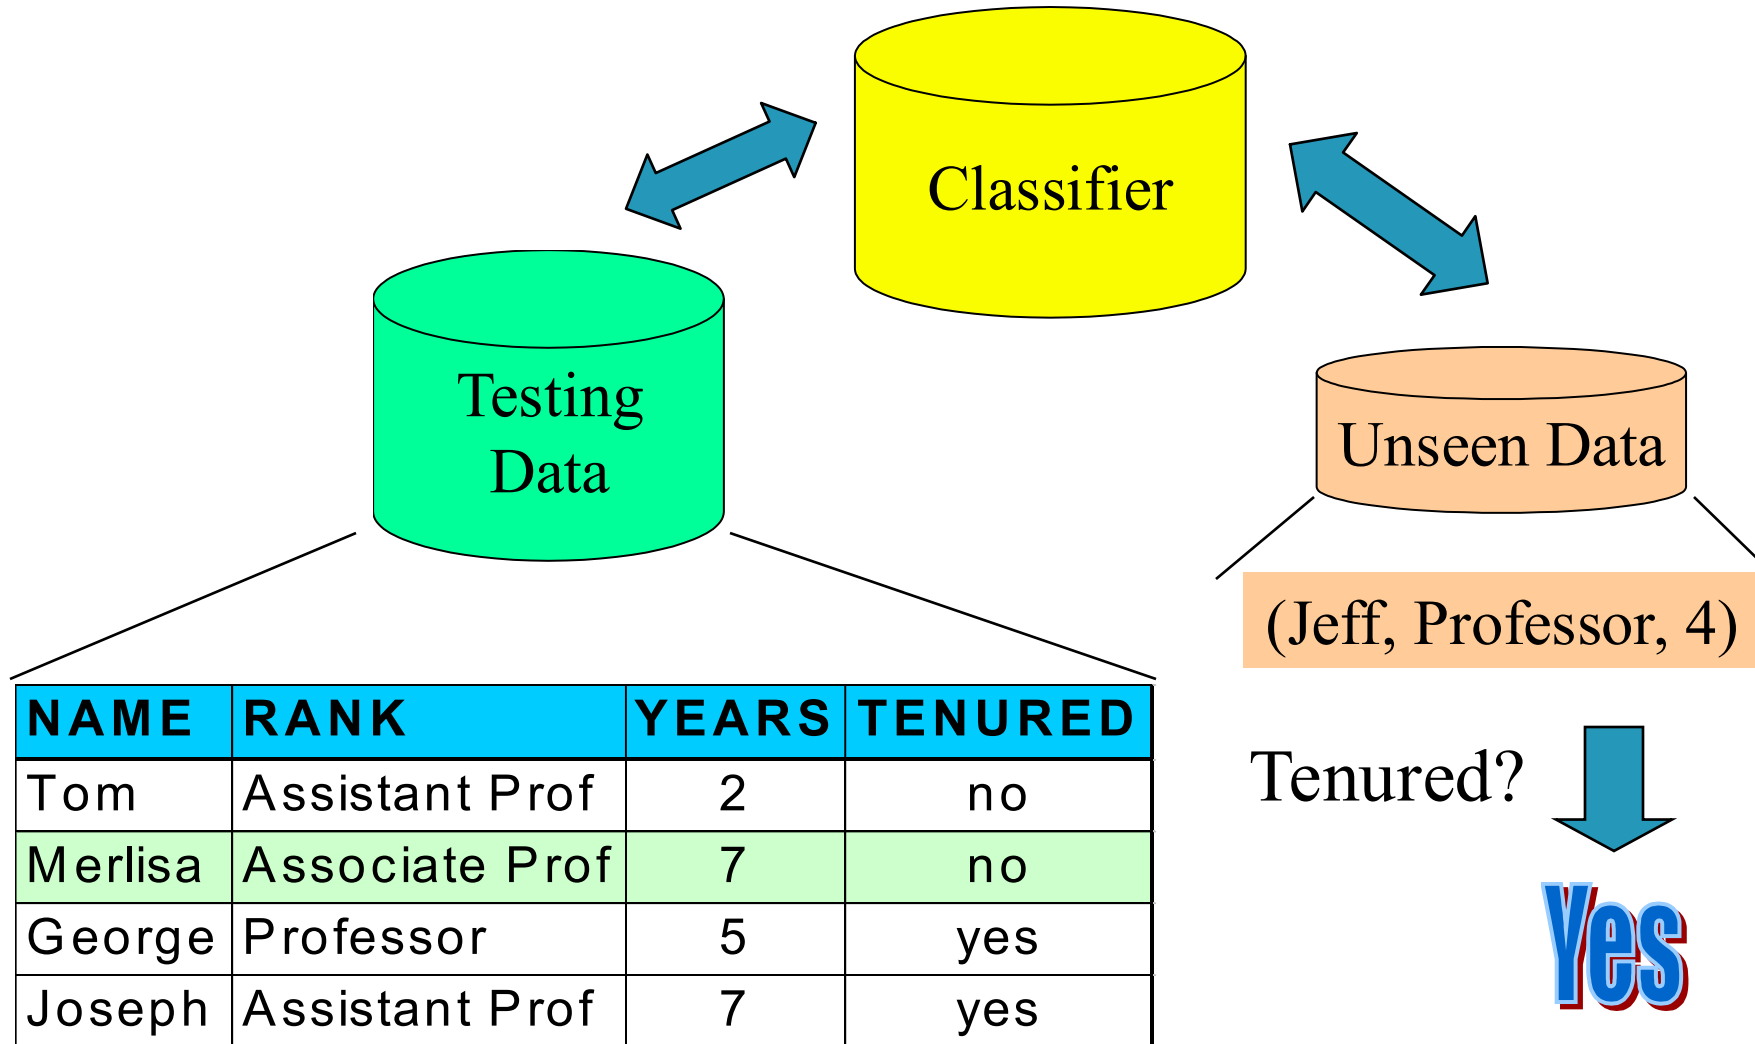 Classifier
Testing
Data
Unseen Data
(Jeff, Professor, 4)
NAME RANK YEARS TENURED
Tom Assistant Prof 2 no
Merlisa Associate Prof 7 no
George Professor 5 yes
Joseph Assistant Prof 7 yes
Tenured?
Yes